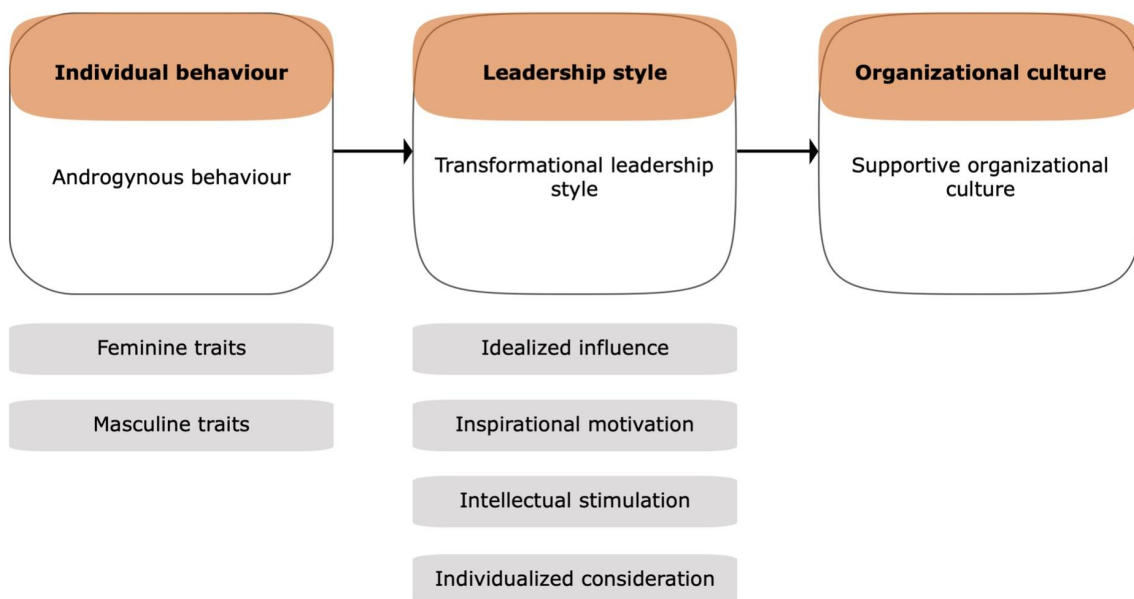 Individual behaviour
Androgynous behaviour
Feminine traits
Masculine traits
Leadership style
Transformational leadership
style
Idealized influence
Inspirational motivation
Intellectual stimulation
Individualized consideration
Organizational culture
Supportive organizational
culture